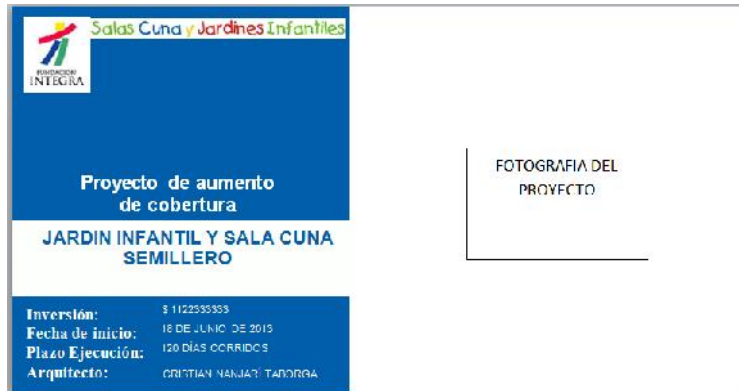 Salas Cuna y Jardines Infantiles
FUNDACION
INTEGRA
Proyecto de aumento
de cobertura
JARDIN INFANTIL Y SALA CUNA
SEMILLERO
Inversión: $ 1122333333
Fecha de inicio: 18 DE JUNIO DE 2013
Plazo Ejecución: 120 DÍAS CORRIDOS
Arquitecto: CRISTIAN NANJARÍ TABORGA
FOTOGRAFIA DEL
PROYECTO